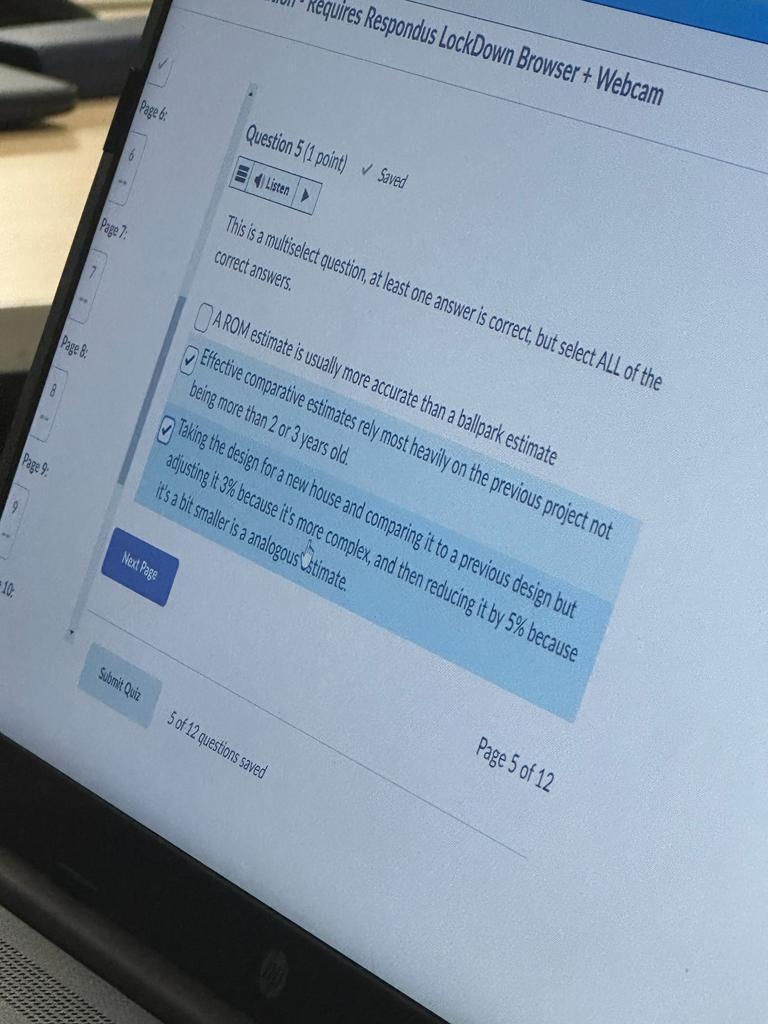 - Requires Respondus LockDown Browser + Webcam
Page 6:
6
--
Page 7:
7
--
Page 8:
8
--
Page 9:
9
--
10:
Question 5 (1 point)
Saved
Listen
This is a multiselect question, at least one answer is correct, but select ALL of the
correct answers.
A ROM estimate is usually more accurate than a ballpark estimate
Effective comparative estimates rely most heavily on the previous project not
being more than 2 or 3 years old.
Taking the design for a new house and comparing it to a previous design but
adjusting it 3% because it's more complex, and then reducing it by 5% because
it's a bit smaller is a analogous estimate.
Next Page
Page 5 of 12
Submit Quiz
5 of 12 questions saved
hp